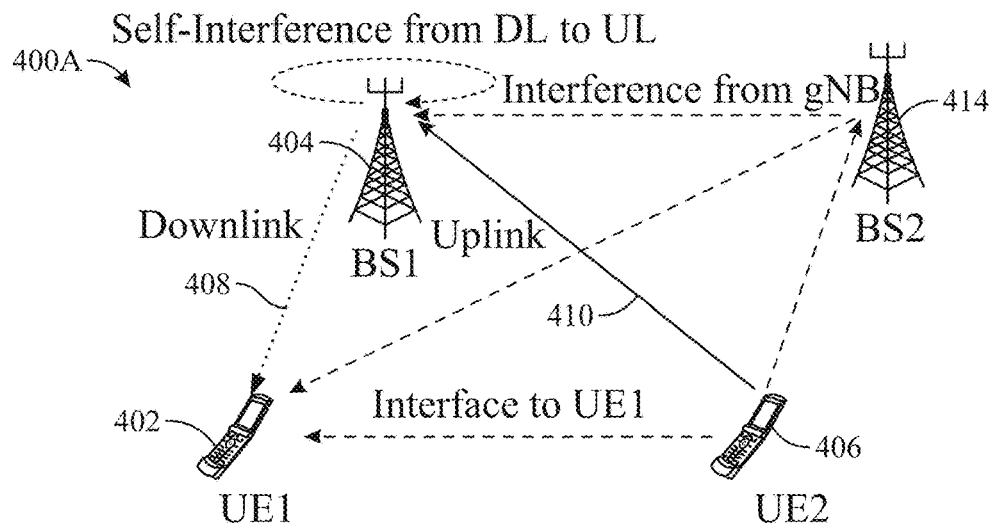 Self-Interference from DL to UL
400A
Interference from gNB
414
404
Downlink
Uplink
BS1
BS2
408
410
Interface to UE1
402
406
UE1
UE2